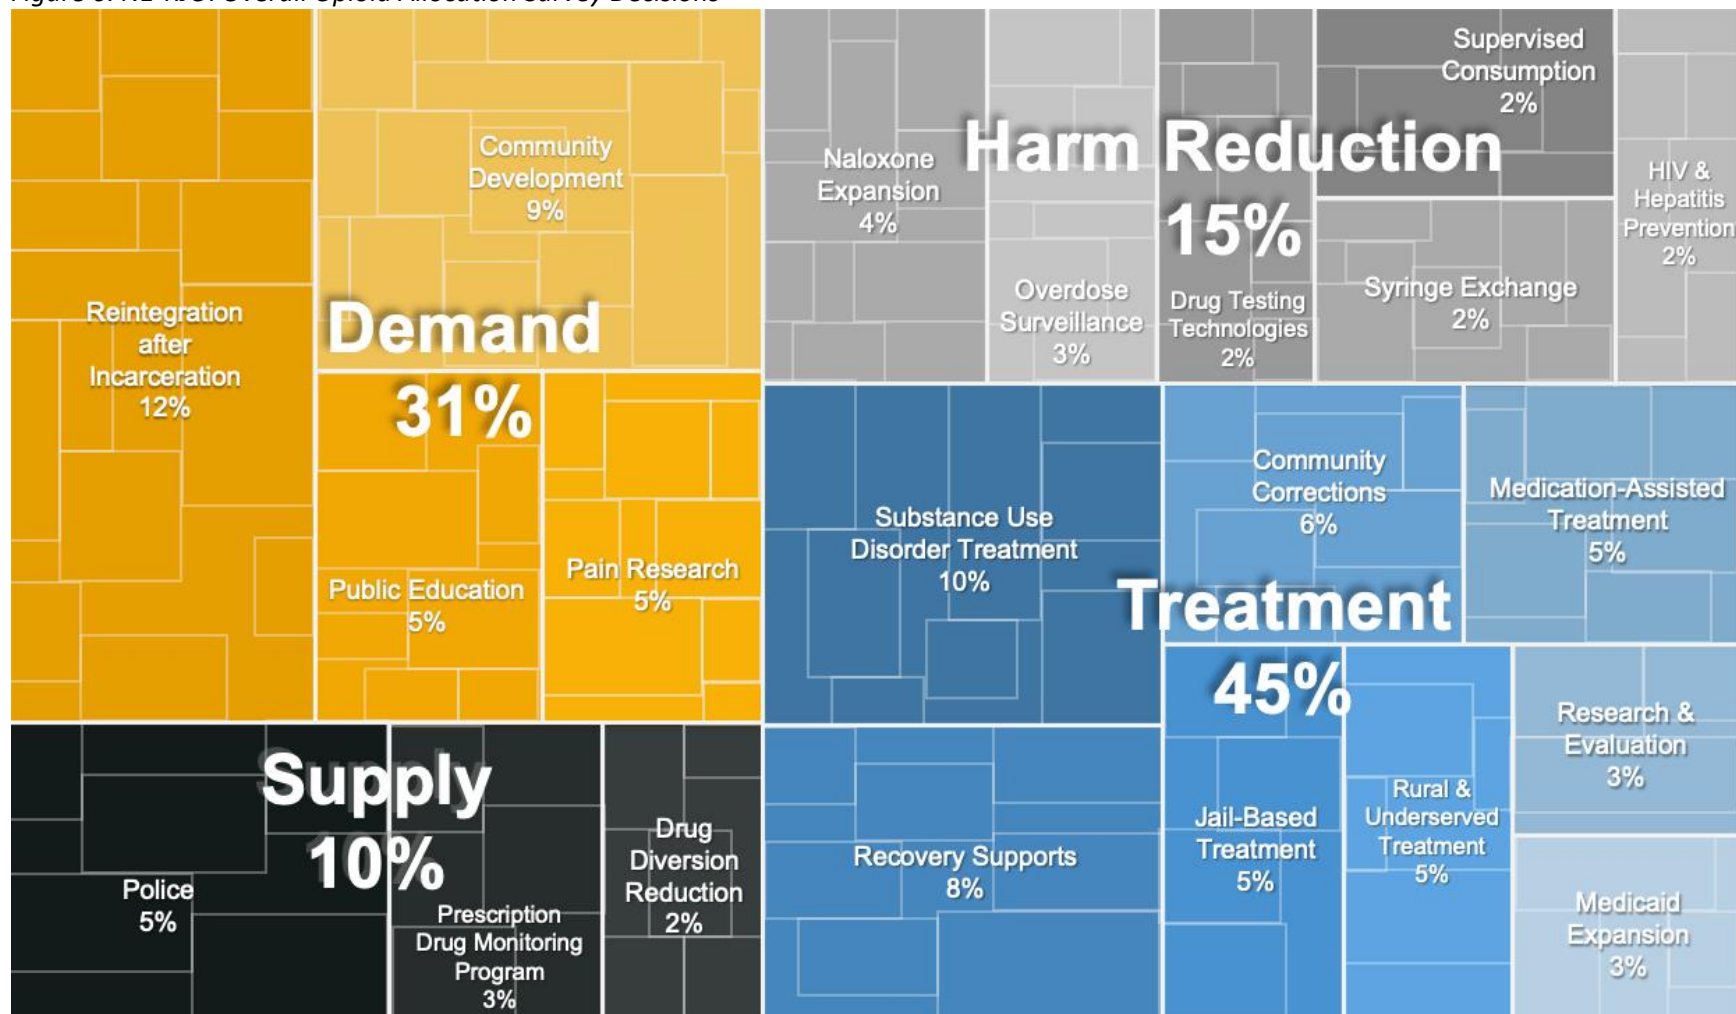 Reintegration
after
Incarceration
12%
Community
Development
9%
Demand
31%
Public Education
5%
Pain Research
5%
Harm Reduction
15%
Naloxone
Expansion
4%
Overdose
Surveillance
3%
Drug Testing
Technologies
2%
Supervised
Consumption
2%
Syringe Exchange
2%
HIV &
Hepatitis
Prevention
2%
Supply
10%
Police
5%
Prescription
Drug Monitoring
Program
3%
Drug
Diversion
Reduction
2%
Treatment
45%
Substance Use
Disorder Treatment
10%
Community
Corrections
6%
Medication-Assisted
Treatment
5%
Recovery Supports
8%
Jail-Based
Treatment
5%
Rural &
Underserved
Treatment
5%
Research &
Evaluation
3%
Medicaid
Expansion
3%